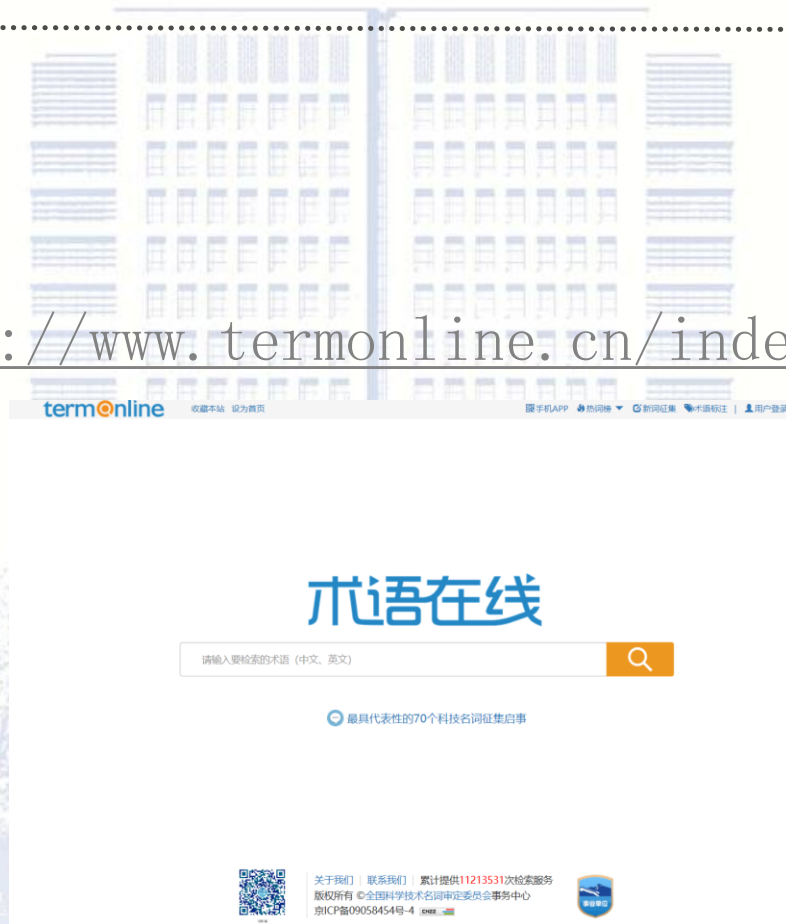 ://www.termonline.cn/inde
termonline 收藏本站 设为首页 手机APP 热词榜 新词征集 术语标注 | 用户登录
术语在线
请输入要检索的术语（中文、英文）
最具代表性的70个科技名词征集启事
关于我们 | 联系我们 | 累计提供11213531次检索服务
版权所有 ©全国科学技术名词审定委员会事务中心
京ICP备09058454号-4 CNZZ
事业单位